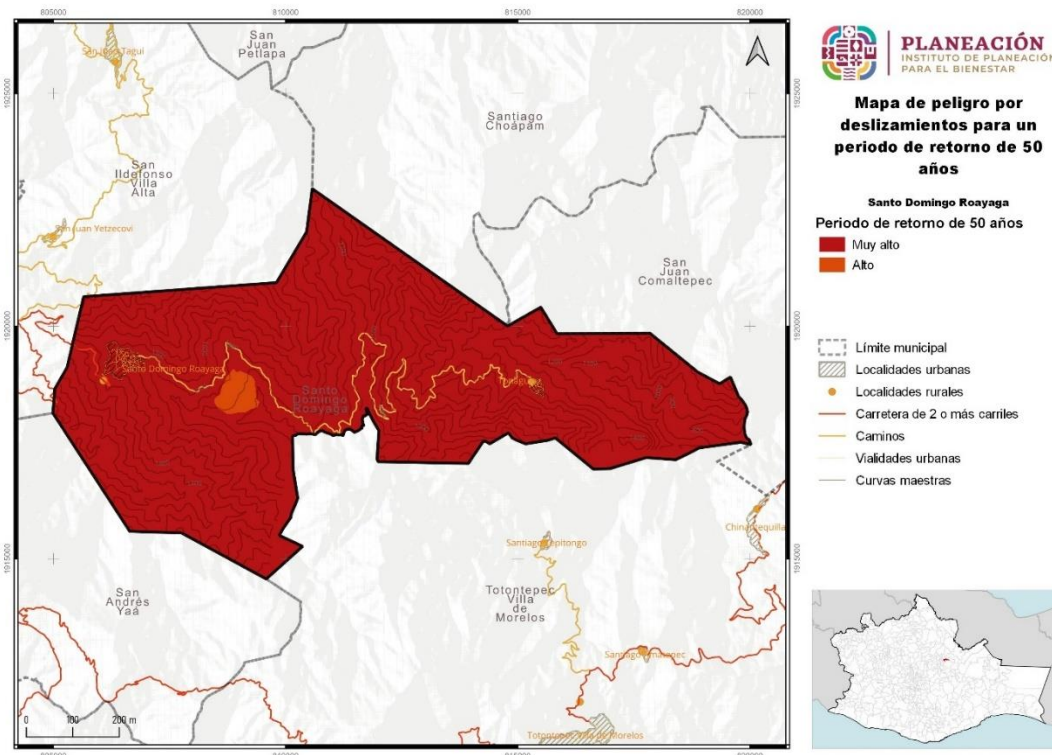 805000
810000
815000
820000
San Juan Tagui
San
Juan
Petlapa
1925000
1925000
Santiago
Choápam
San
Ildefonso
Villa
Alta
San Juan Yetzecovi
San
Juan
Comaltepec
1920000
1920000
Santo Domingo Roayaga
Santo
Domingo
Roayaga
1915000
1915000
San
Andrés
Yaá
Totontepec
Villa
de
Morelos
Totontepec Villa de Morelos
0 100 200 m
PLANEACIÓN
INSTITUTO DE PLANEACIÓN
PARA EL BIENESTAR
Mapa de peligro por
deslizamientos para un
periodo de retorno de 50
años
Santo Domingo Roayaga
Periodo de retorno de 50 años
Muy alto
Alto
Límite municipal
Localidades urbanas
Localidades rurales
Carretera de 2 o más carriles
Caminos
Vialidades urbanas
Curvas maestras